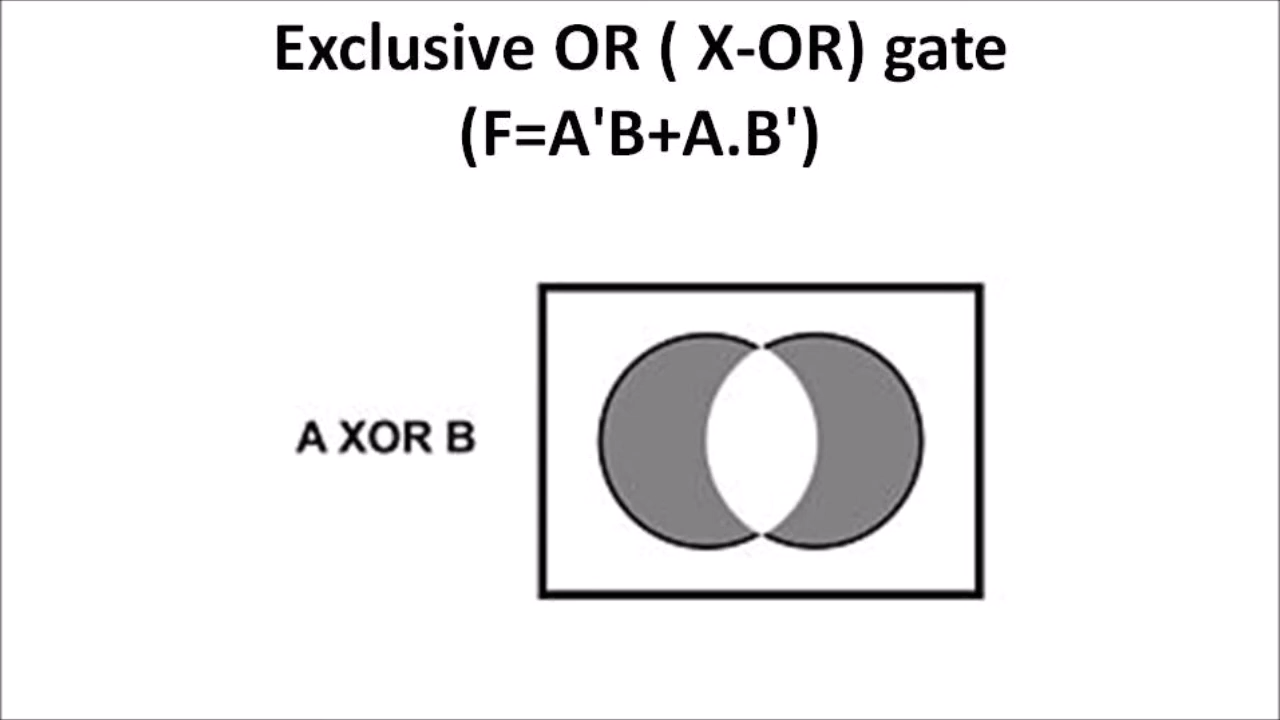 Exclusive OR ( X-OR) gate
(F=A'B+A.B')
A XOR B